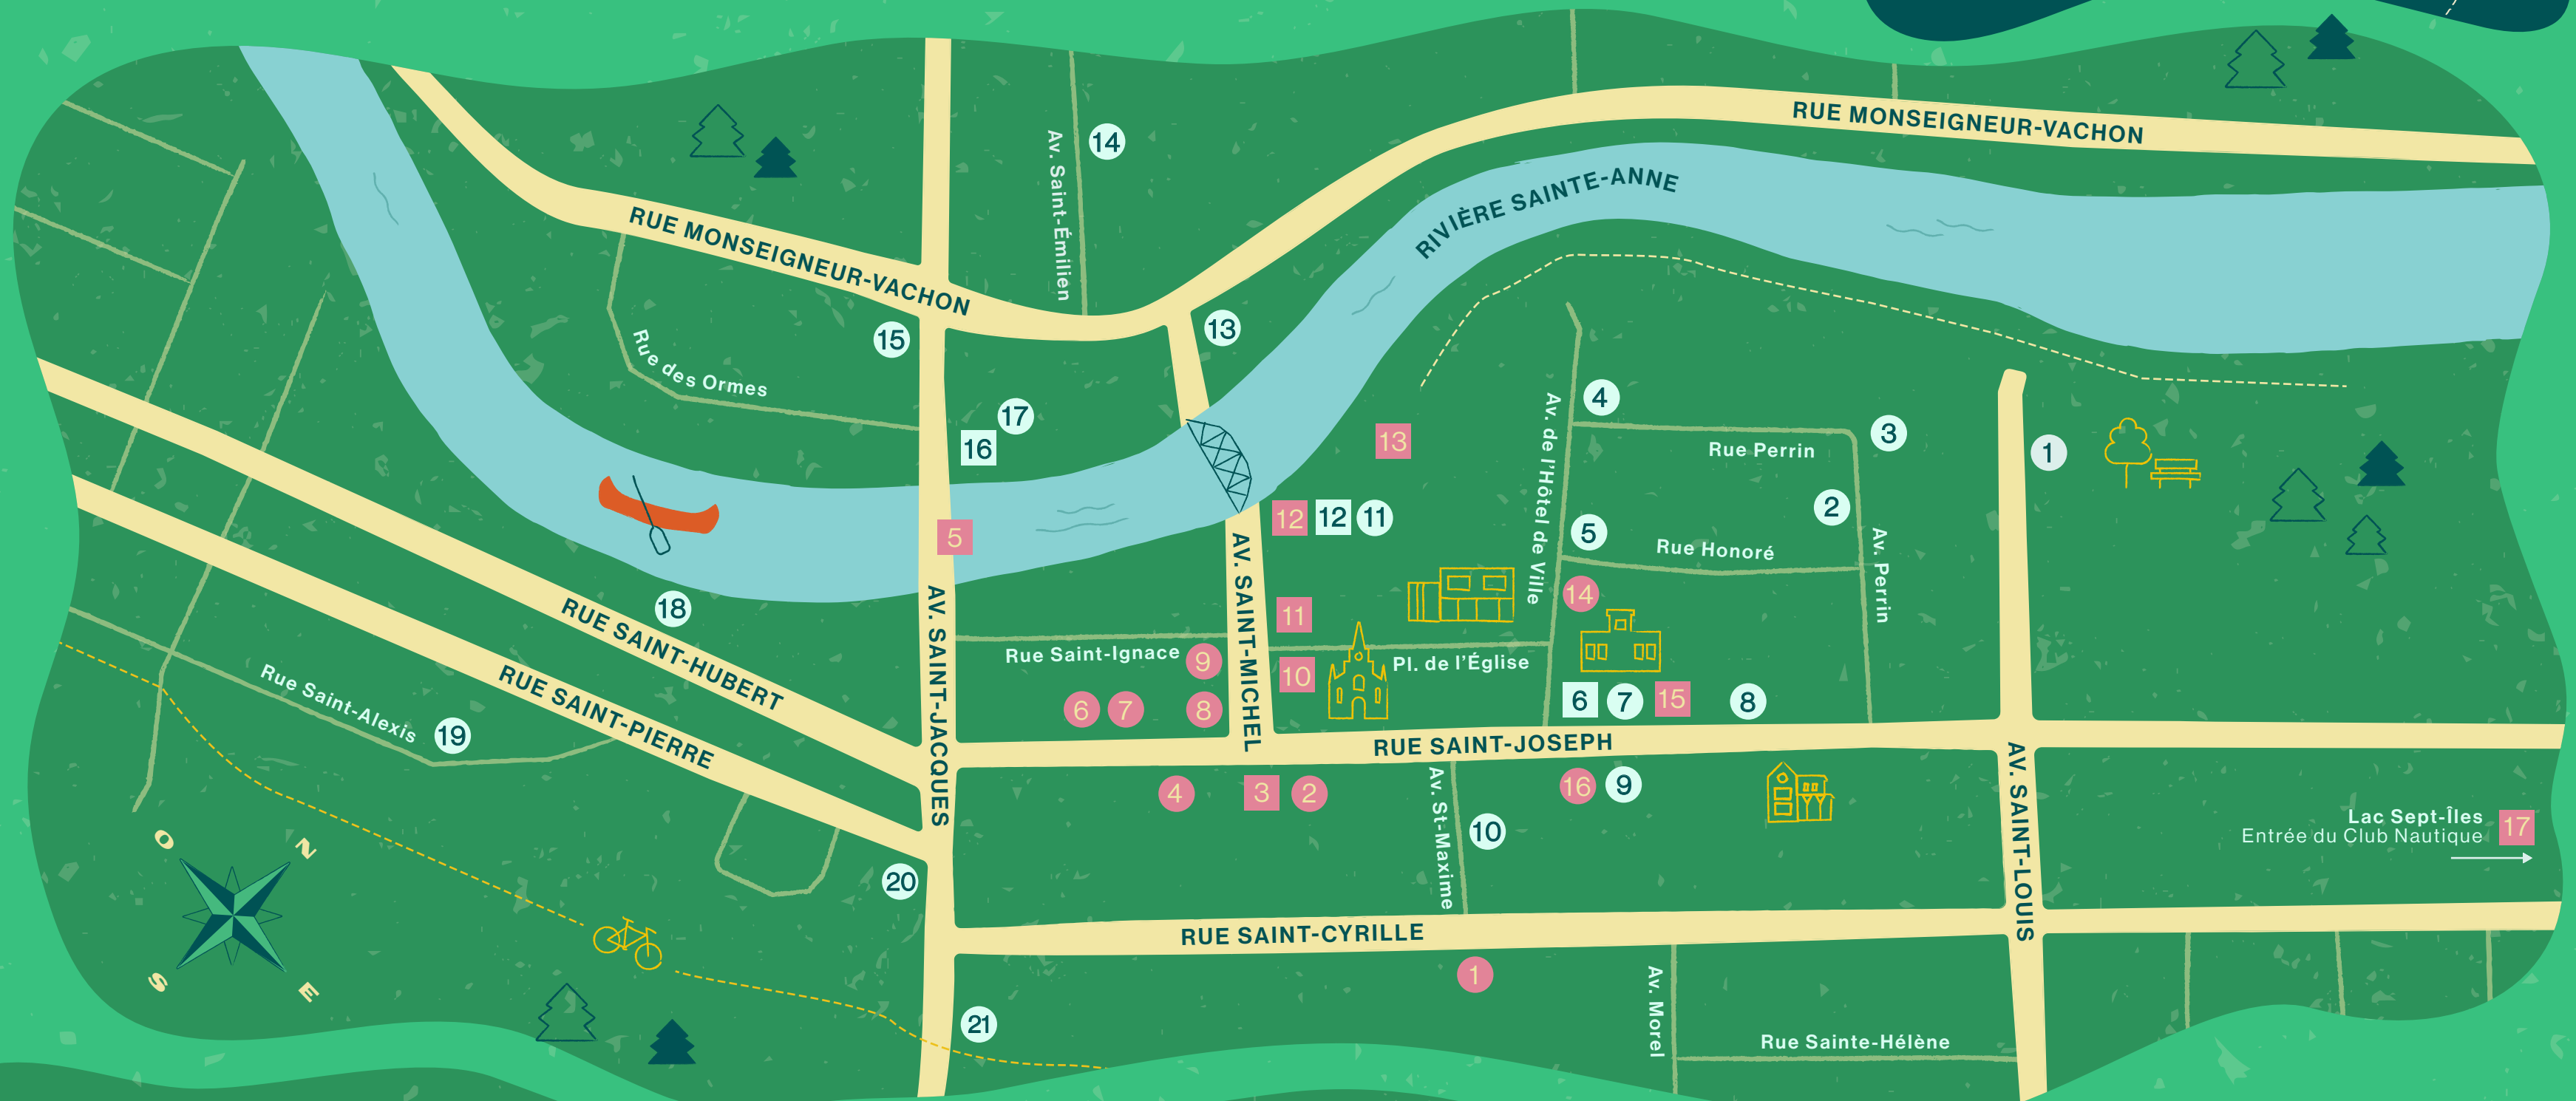 RUE MONSEIGNEUR-VACHON
14
Av. Saint-Émilien
RIVIÈRE SAINTE-ANNE
RUE MONSEIGNEUR-VACHON
15
13
Rue des Ormes
17
16
4
3
13
1
Rue Perrin
Av. de l'Hôtel de Ville
2
12
12
11
5
5
Rue Honoré
Av. Perrin
18
RUE SAINT-HUBERT
AV. SAINT-JACQUES
AV. SAINT-MICHEL
14
11
Rue Saint-Ignace
9
10
Pl. de l'Église
6
7
8
6
7
15
8
Rue Saint-Alexis
19
RUE SAINT-PIERRE
RUE SAINT-JOSEPH
4
3
2
Av. St-Maxime
10
16
9
AV. SAINT-LOUIS
Lac Sept-Îles
Entrée du Club Nautique
17
O
N
S
E
20
RUE SAINT-CYRILLE
1
21
Av. Morel
Rue Sainte-Hélène